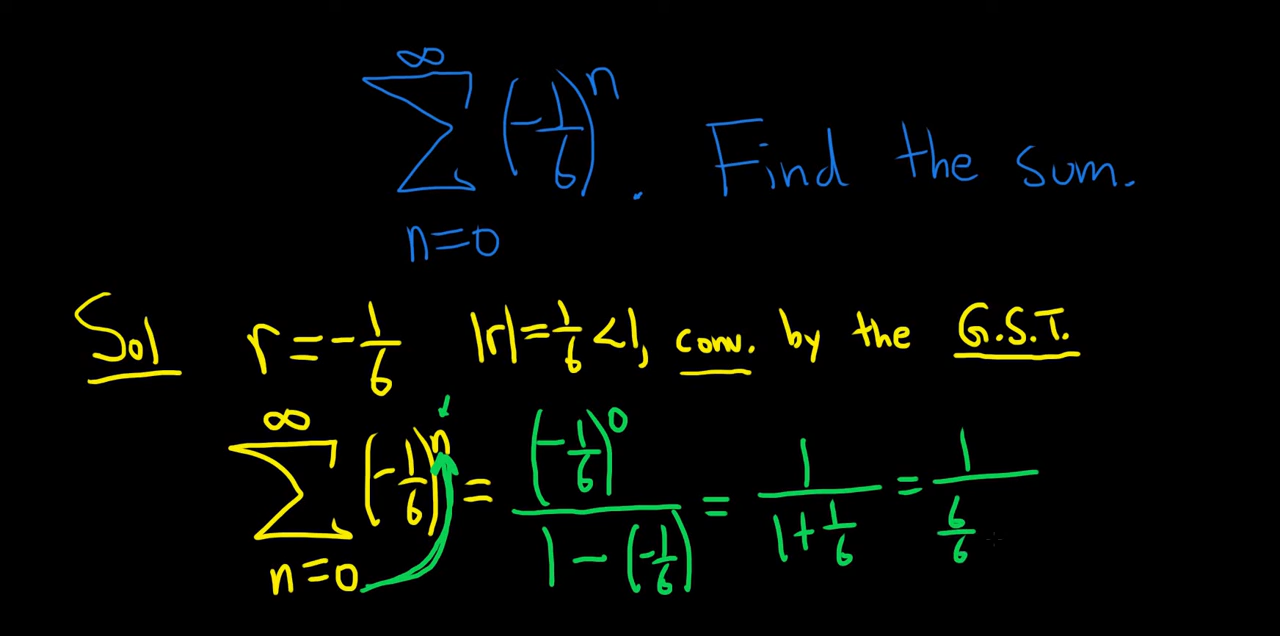 ∞∑n=0 (-1/6)^n. Find the sum.
Sol r = -1/6 |r| = 1/6 < 1, conv. by the G.S.T.
∞∑n=0 (-1/6)^n = (-1/6)^0 / (1 - (-1/6)) = 1 / (1 + 1/6) = 1 / (6/6